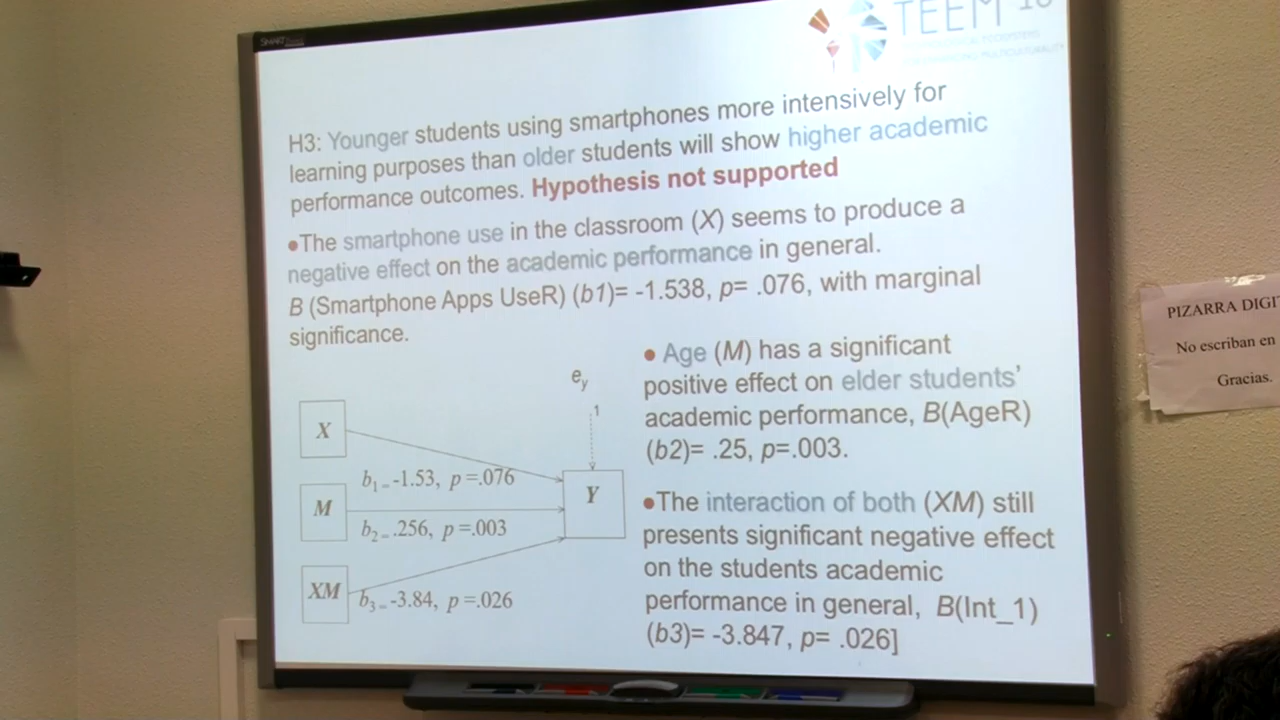 SMART
TEEM
H3: Younger students using smartphones more intensively for
learning purposes than older students will show higher academic
performance outcomes. Hypothesis not supported
•The smartphone use in the classroom (X) seems to produce a
negative effect on the academic performance in general.
B (Smartphone Apps UseR) (b1)= -1.538, p= .076, with marginal
significance.
e_y
1
X
b₁₌ -1.53, p =.076
M
b₂₌ .256, p =.003
XM
b₃₌ -3.84, p =.026
Y
• Age (M) has a significant
positive effect on elder students’
academic performance, B(AgeR)
(b2)= .25, p=.003.
•The interaction of both (XM) still
presents significant negative effect
on the students academic
performance in general, B(Int_1)
(b3)= -3.847, p= .026]
PIZARRA DIGI
No escriban en
Gracias.